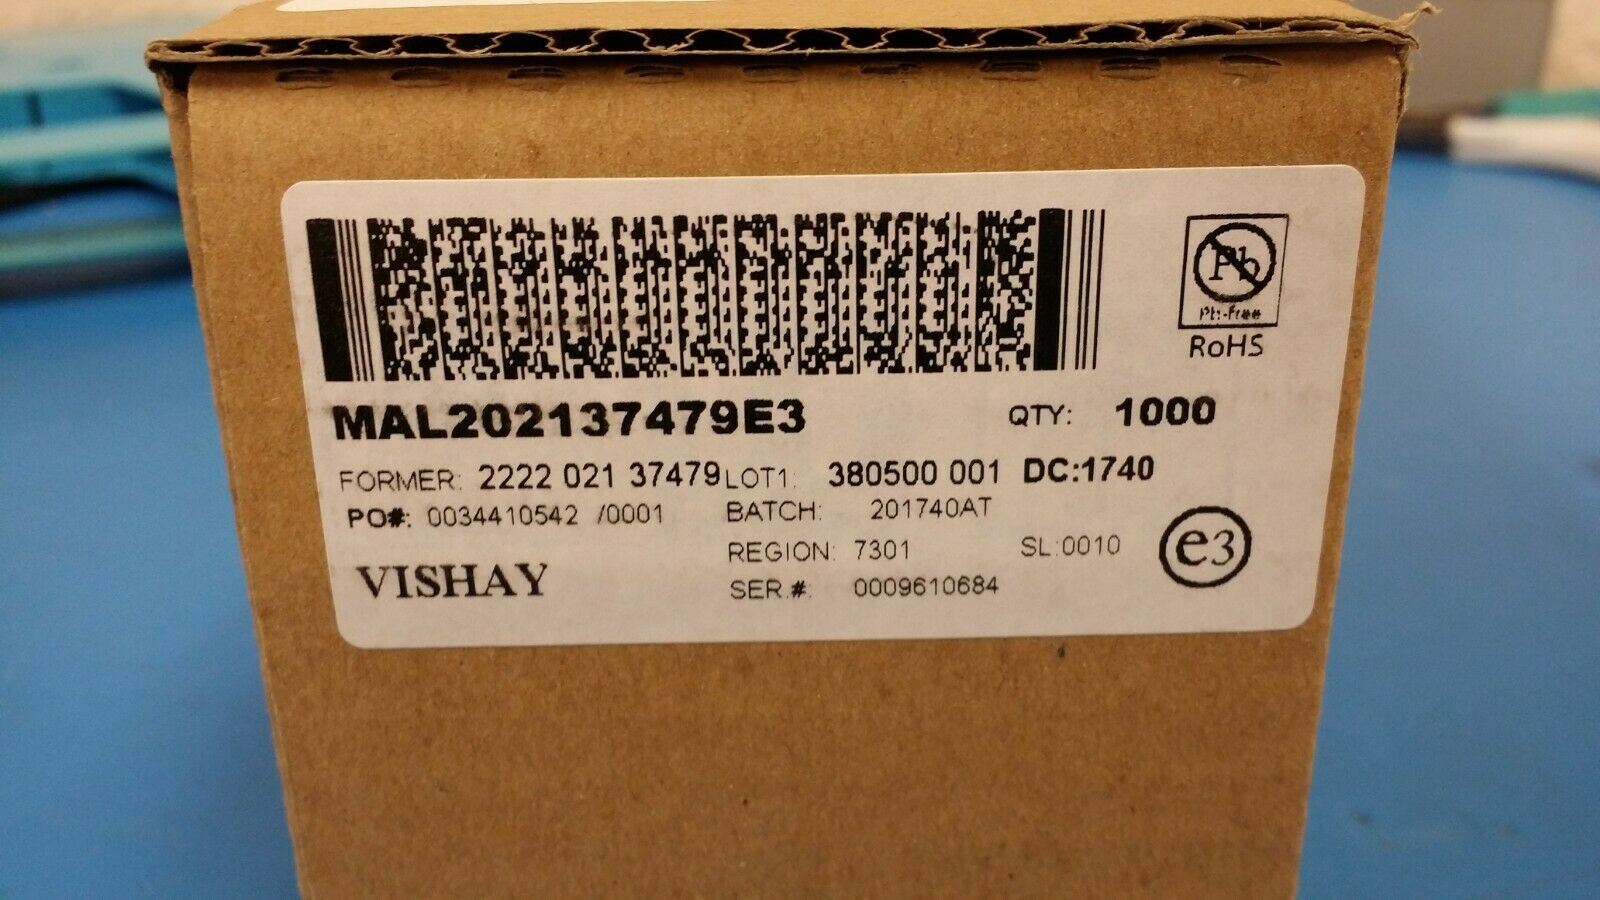 Pb
Pb-free
RoHS
MAL202137479E3 QTY: 1000
FORMER: 2222 021 37479 LOT1: 380500 001 DC:1740
PO#: 0034410542 /0001 BATCH: 201740AT
REGION: 7301 SL:0010
e3
VISHAY SER.#: 0009610684